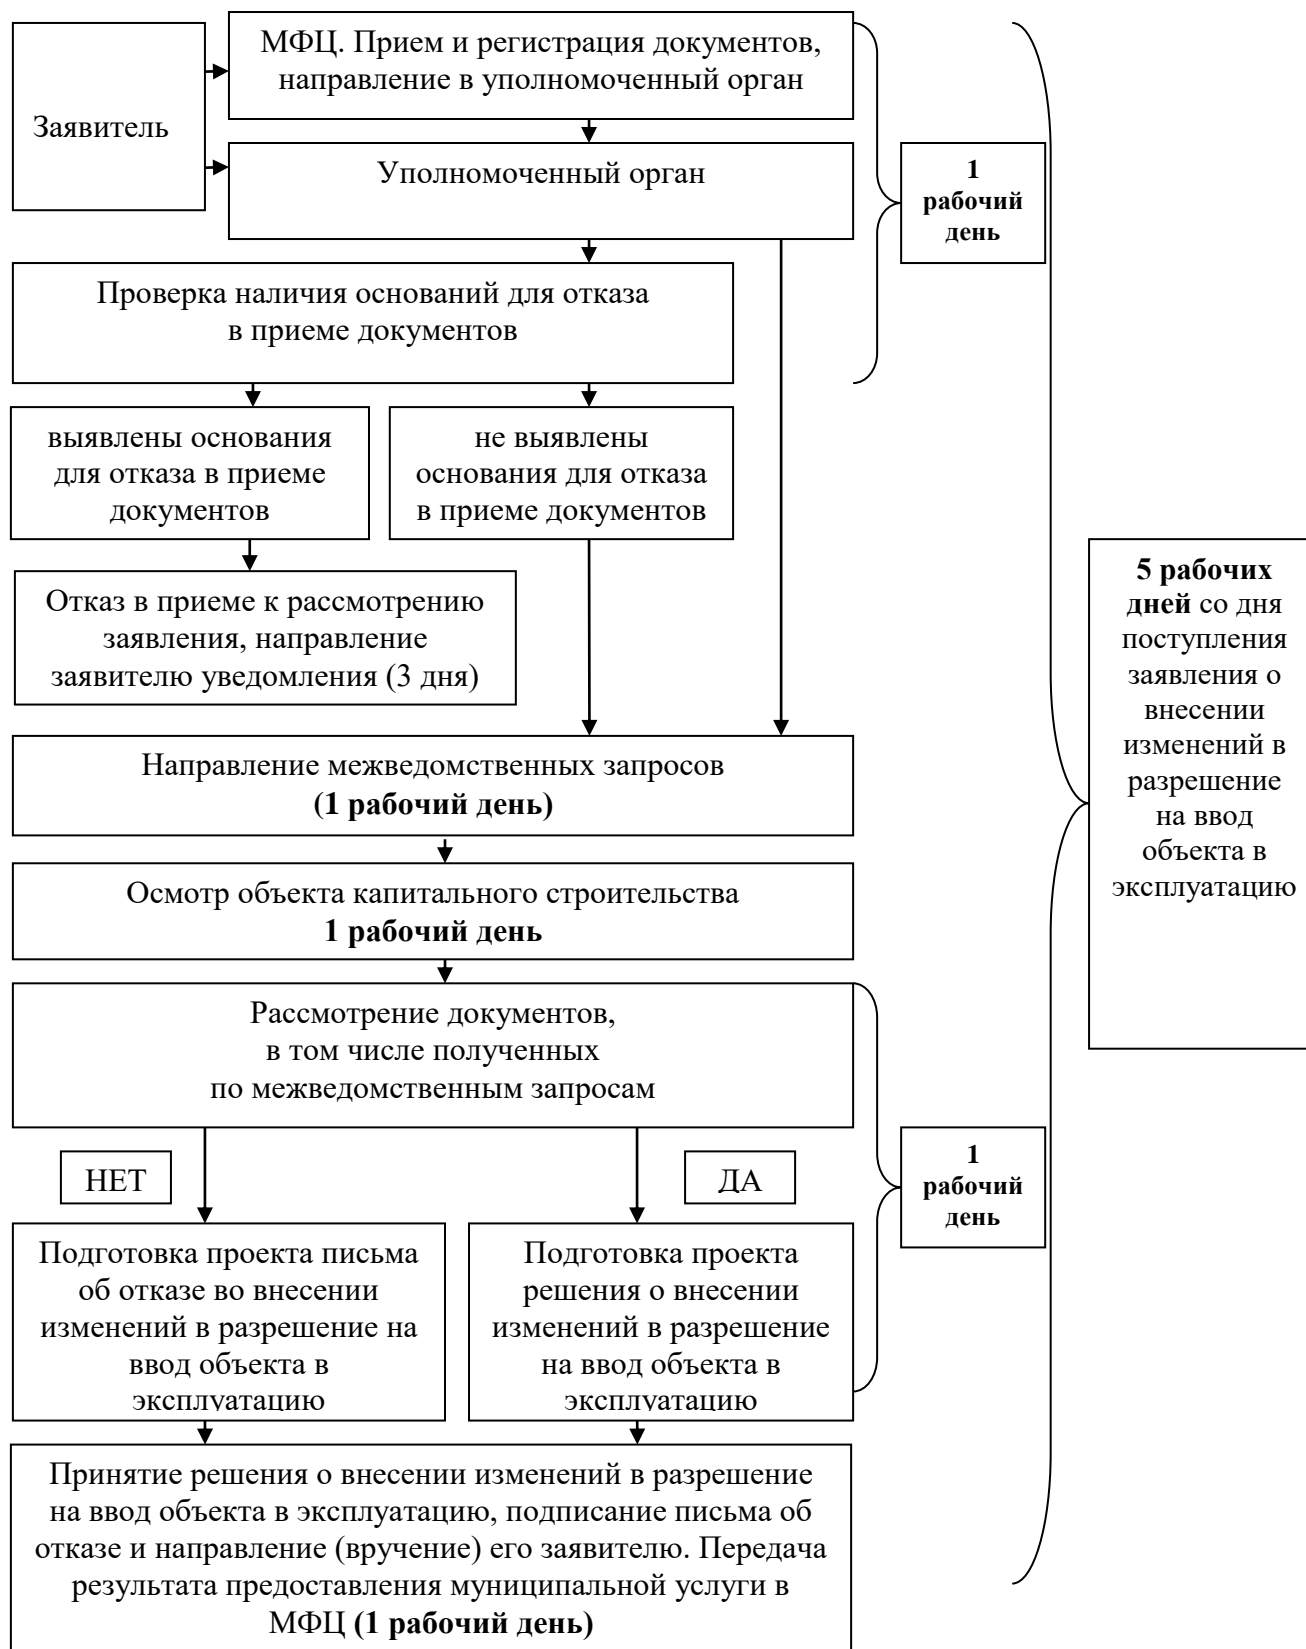 Заявитель
МФЦ. Прием и регистрация документов,
направление в уполномоченный орган
Уполномоченный орган
1
рабочий
день
Проверка наличия оснований для отказа
в приеме документов
выявлены основания
для отказа в приеме
документов
не выявлены
основания для отказа
в приеме документов
Отказ в приеме к рассмотрению
заявления, направление
заявителю уведомления (3 дня)
5 рабочих
дней со дня
поступления
заявления о
внесении
изменений в
разрешение
на ввод
объекта в
эксплуатацию
Направление межведомственных запросов
(1 рабочий день)
Осмотр объекта капитального строительства
1 рабочий день
Рассмотрение документов,
в том числе полученных
по межведомственным запросам
НЕТ
ДА
1
рабочий
день
Подготовка проекта письма
об отказе во внесении
изменений в разрешение на
ввод объекта в
эксплуатацию
Подготовка проекта
решения о внесении
изменений в разрешение
на ввод объекта в
эксплуатацию
Принятие решения о внесении изменений в разрешение
на ввод объекта в эксплуатацию, подписание письма об
отказе и направление (вручение) его заявителю. Передача
результата предоставления муниципальной услуги в
МФЦ (1 рабочий день)